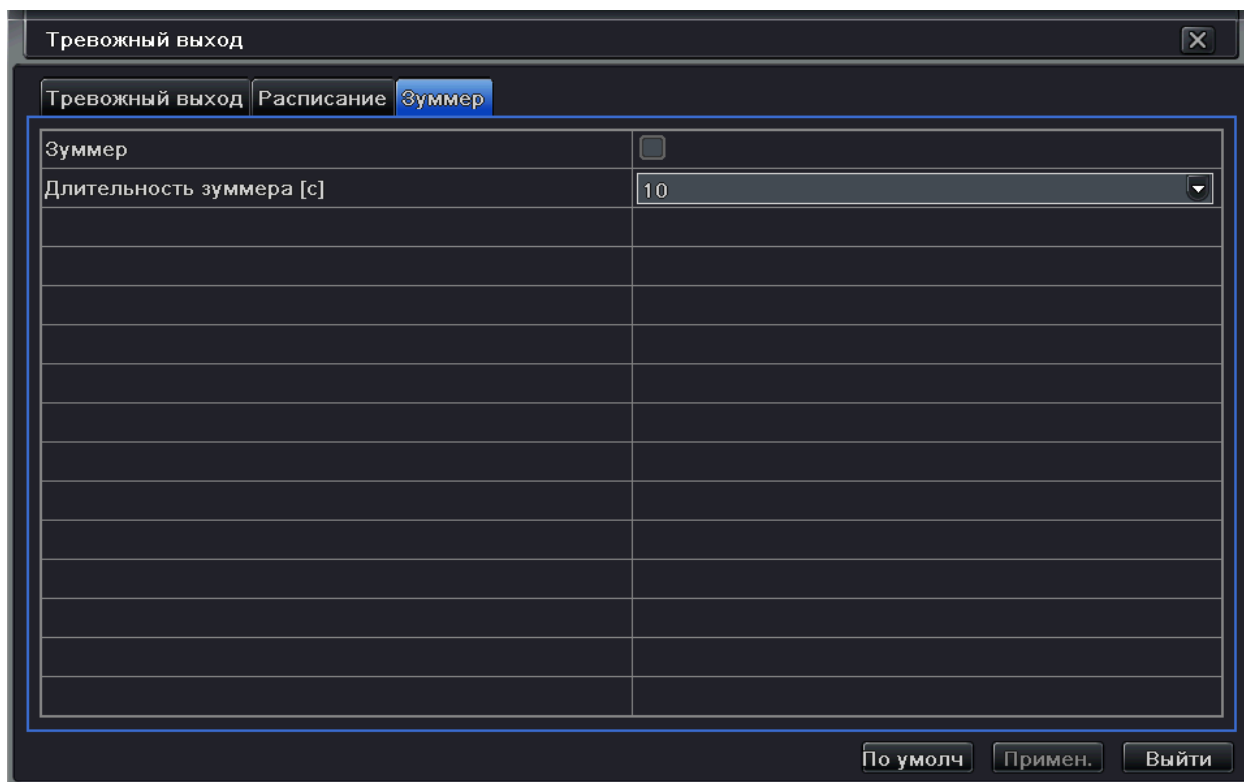 Тревожный выход
Тревожный выход Расписание Зуммер
Зуммер
Длительность зуммера [с] 10
По умолч Примен. Выйти